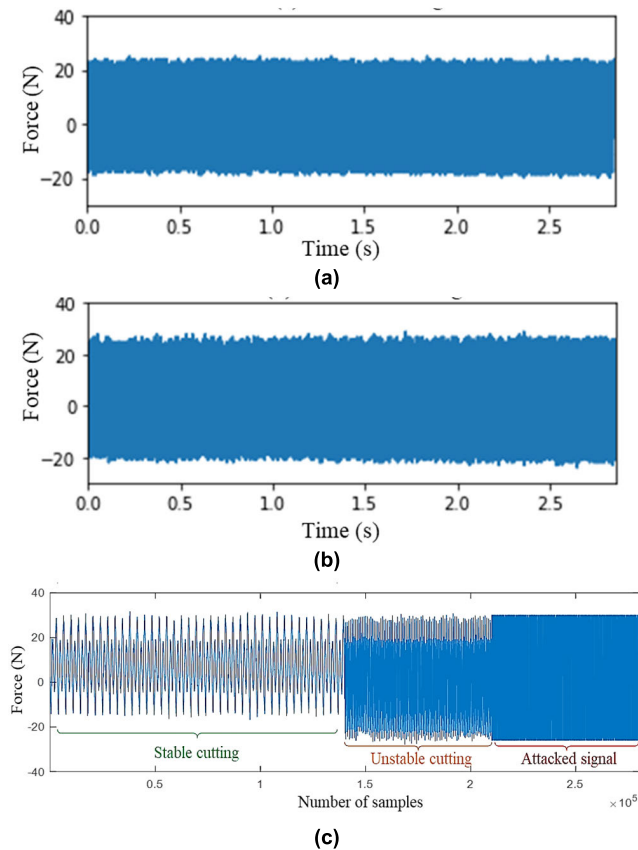 40
20
0
−20
Force (N)
0.0 0.5 1.0 1.5 2.0 2.5
Time (s)
(a)
40
20
0
−20
Force (N)
0.0 0.5 1.0 1.5 2.0 2.5
Time (s)
(b)
40
20
0
-20
-40
Force (N)
Stable cutting
Unstable cutting
Attacked signal
0.5 1 1.5 2 2.5
×10⁵
Number of samples
(c)